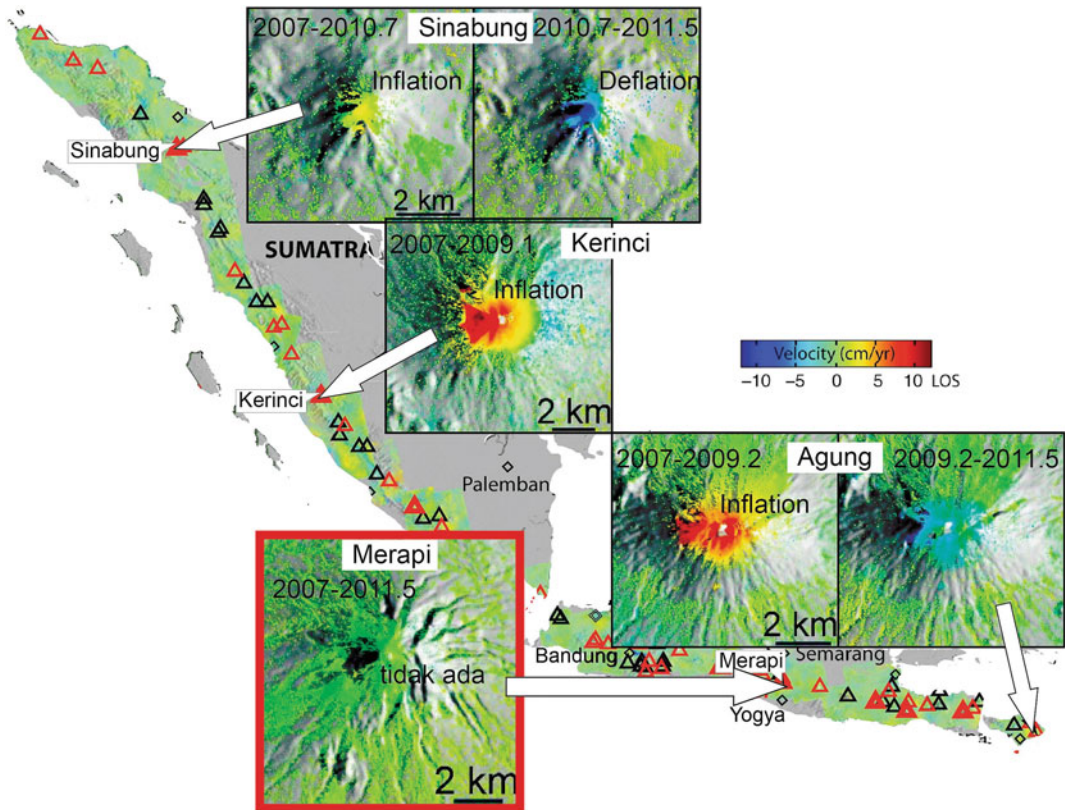 2007-2010.7
Sinabung
2010.7-2011.5
Inflation
Deflation
2 km
Sinabung
SUMATRA
2007-2009.1
Kerinci
Inflation
2 km
Kerinci
Velocity (cm/yr)
−10 −5 0 5 10 LOS
Palemban
2007-2009.2
Agung
2009.2-2011.5
Inflation
2 km
Merapi
2007-2011.5
tidak ada
2 km
Bandung
Merapi
Semarang
Yogya